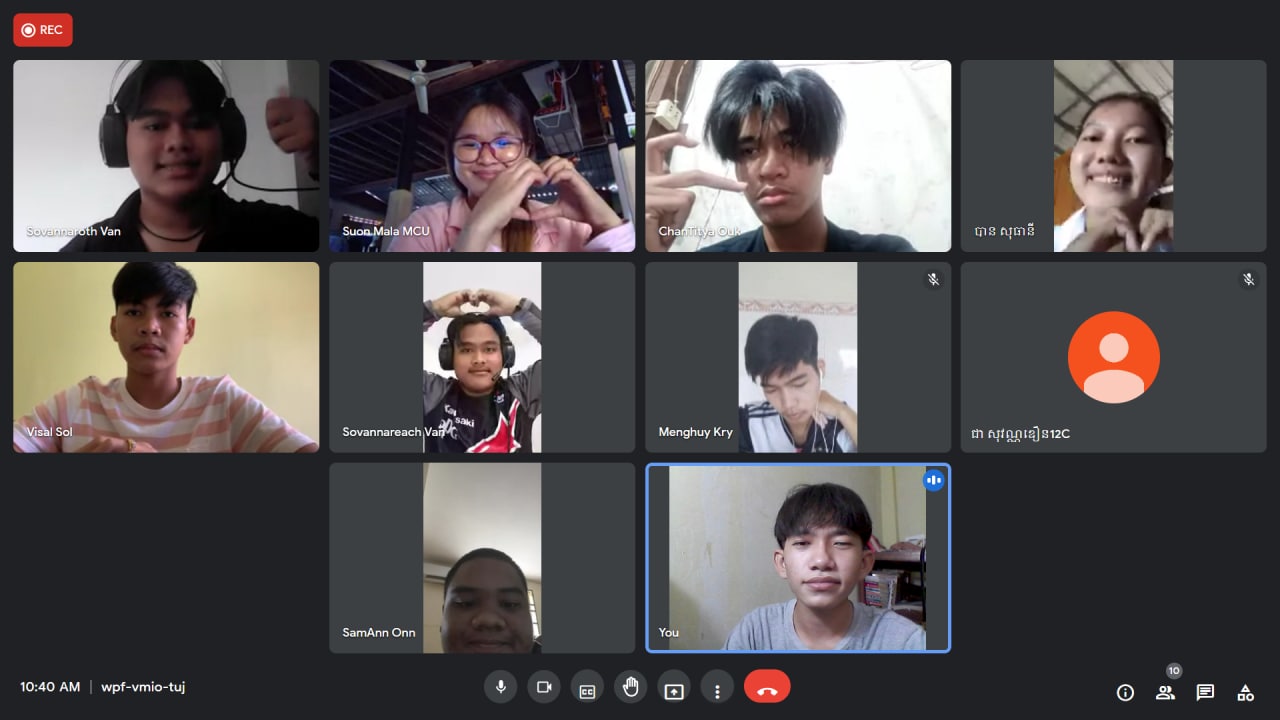 REC
Sovannaroth Van
Suon Mala MCU
ChanTitya Ouk
បាន សុធានី
Visal Sol
Sovannareach Van
saki
Menghuy Kry
ជា សុវណ្ណឌឿន12C
SamAnn Onn
You
10:40 AM | wpf-vmio-tuj
CC
10